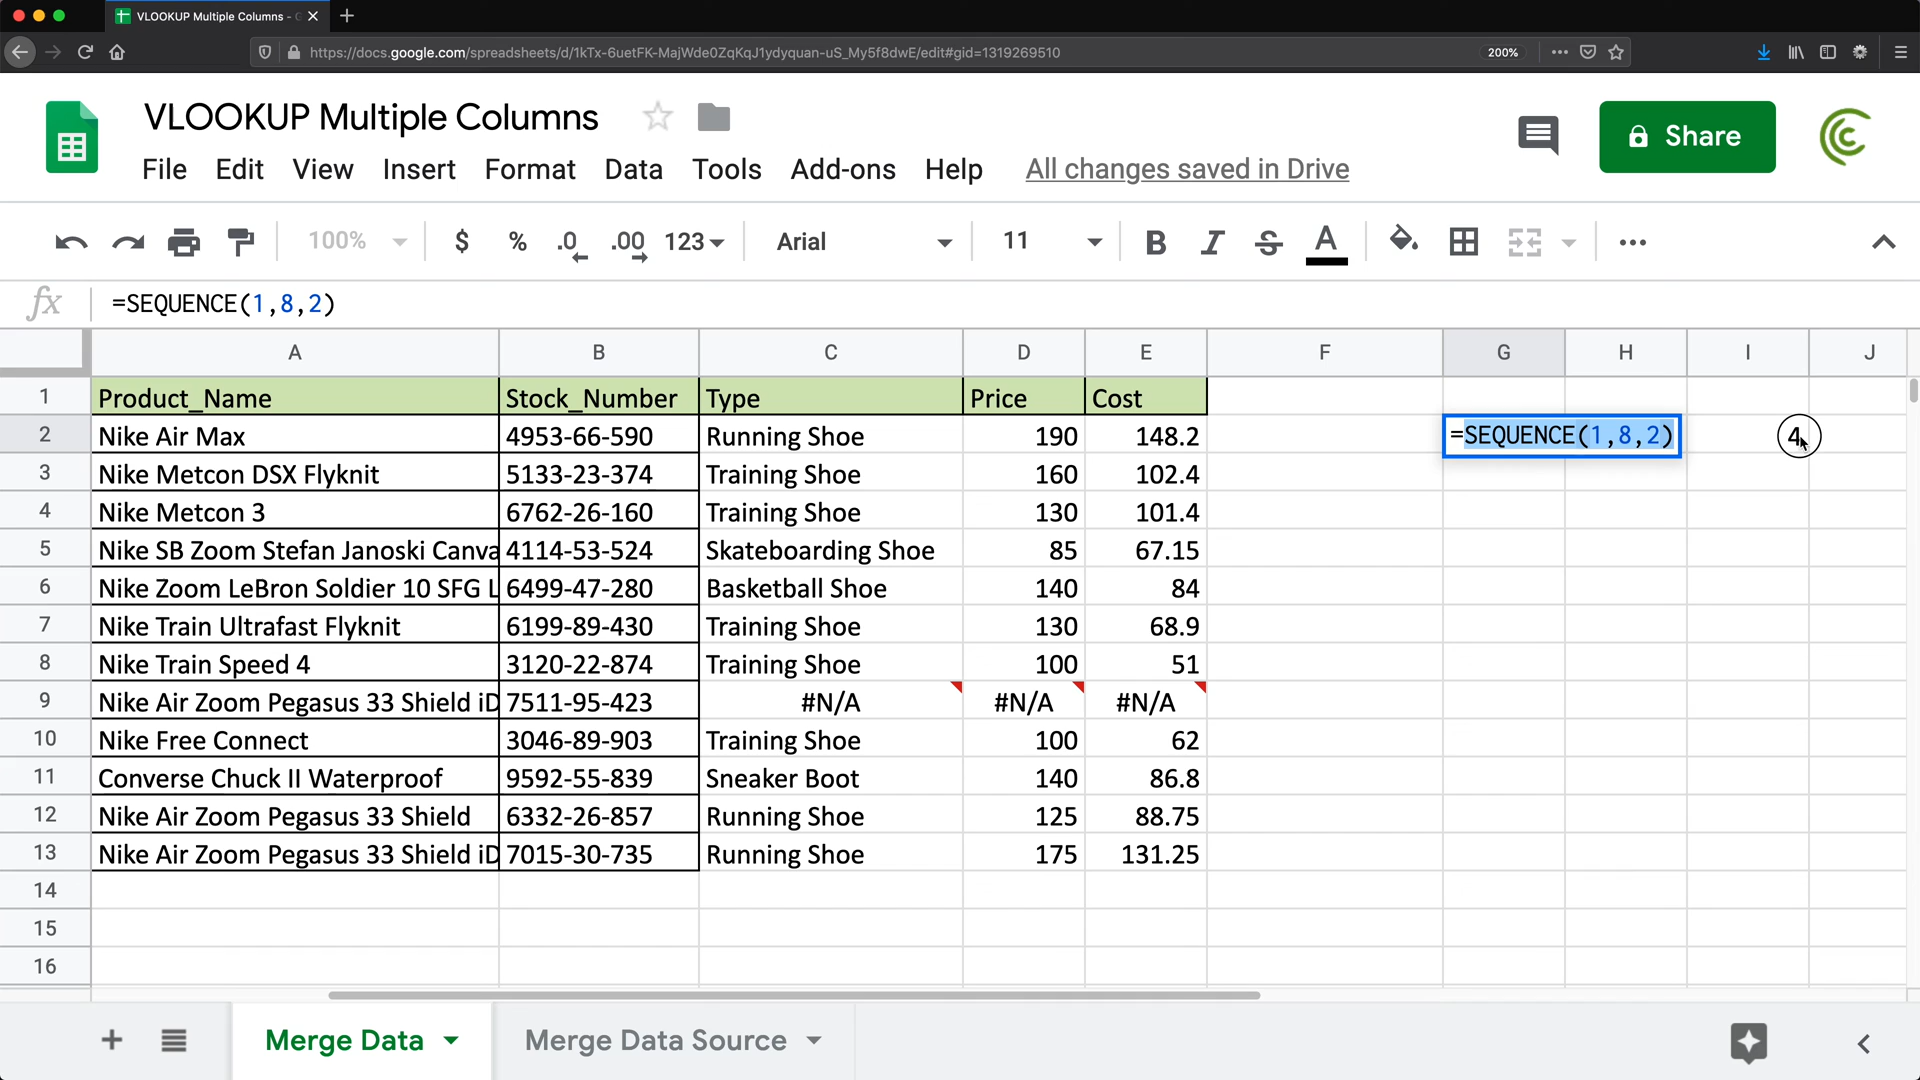 VLOOKUP Multiple Columns - G
https://docs.google.com/spreadsheets/d/1kTx-6uetFK-MajWde0ZqKqJ1ydyquan-uS_My5f8dwE/edit#gid=1319269510 200%
VLOOKUP Multiple Columns
Share
File Edit View Insert Format Data Tools Add-ons Help All changes saved in Drive
100% $ % .0 .00 123 Arial 11 B I S A
fx =SEQUENCE(1,8,2)
A B C D E F G H I J
1 Product_Name Stock_Number Type Price Cost
2 Nike Air Max 4953-66-590 Running Shoe 190 148.2 =SEQUENCE(1,8,2) 4
3 Nike Metcon DSX Flyknit 5133-23-374 Training Shoe 160 102.4
4 Nike Metcon 3 6762-26-160 Training Shoe 130 101.4
5 Nike SB Zoom Stefan Janoski Canva 4114-53-524 Skateboarding Shoe 85 67.15
6 Nike Zoom LeBron Soldier 10 SFG L 6499-47-280 Basketball Shoe 140 84
7 Nike Train Ultrafast Flyknit 6199-89-430 Training Shoe 130 68.9
8 Nike Train Speed 4 3120-22-874 Training Shoe 100 51
9 Nike Air Zoom Pegasus 33 Shield iD 7511-95-423 #N/A #N/A #N/A
10 Nike Free Connect 3046-89-903 Training Shoe 100 62
11 Converse Chuck II Waterproof 9592-55-839 Sneaker Boot 140 86.8
12 Nike Air Zoom Pegasus 33 Shield 6332-26-857 Running Shoe 125 88.75
13 Nike Air Zoom Pegasus 33 Shield iD 7015-30-735 Running Shoe 175 131.25
14
15
16
Merge Data Merge Data Source